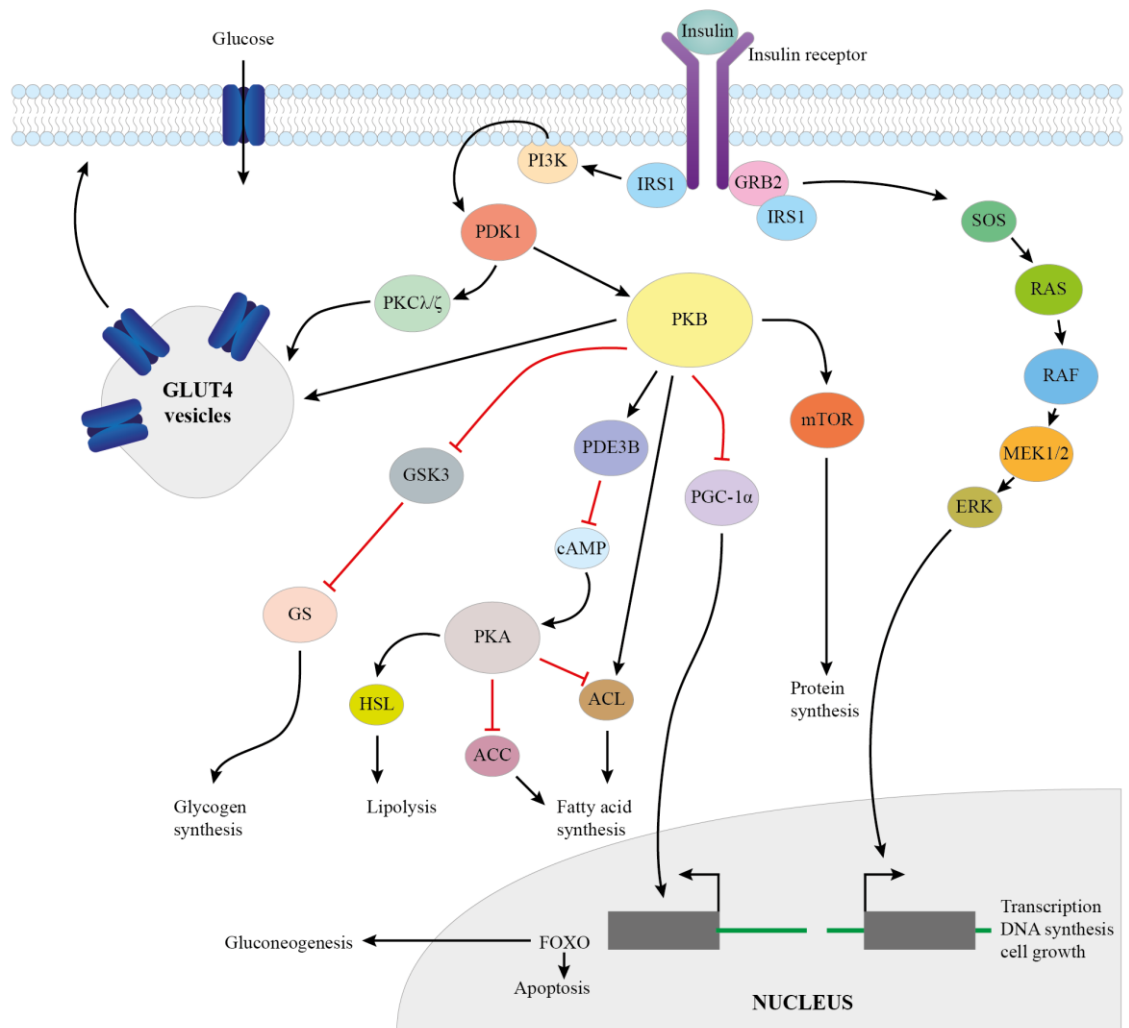 Insulin
Glucose
Insulin receptor
PI3K
IRS1
GRB2
IRS1
SOS
PDK1
RAS
PKCλ/ζ
PKB
RAF
GLUT4
vesicles
mTOR
PDE3B
MEK1/2
GSK3
PGC-1α
ERK
cAMP
GS
PKA
HSL
ACL
Protein
synthesis
ACC
Glycogen
synthesis
Lipolysis
Fatty acid
synthesis
Transcription
DNA synthesis
cell growth
Gluconeogenesis
FOXO
Apoptosis
NUCLEUS